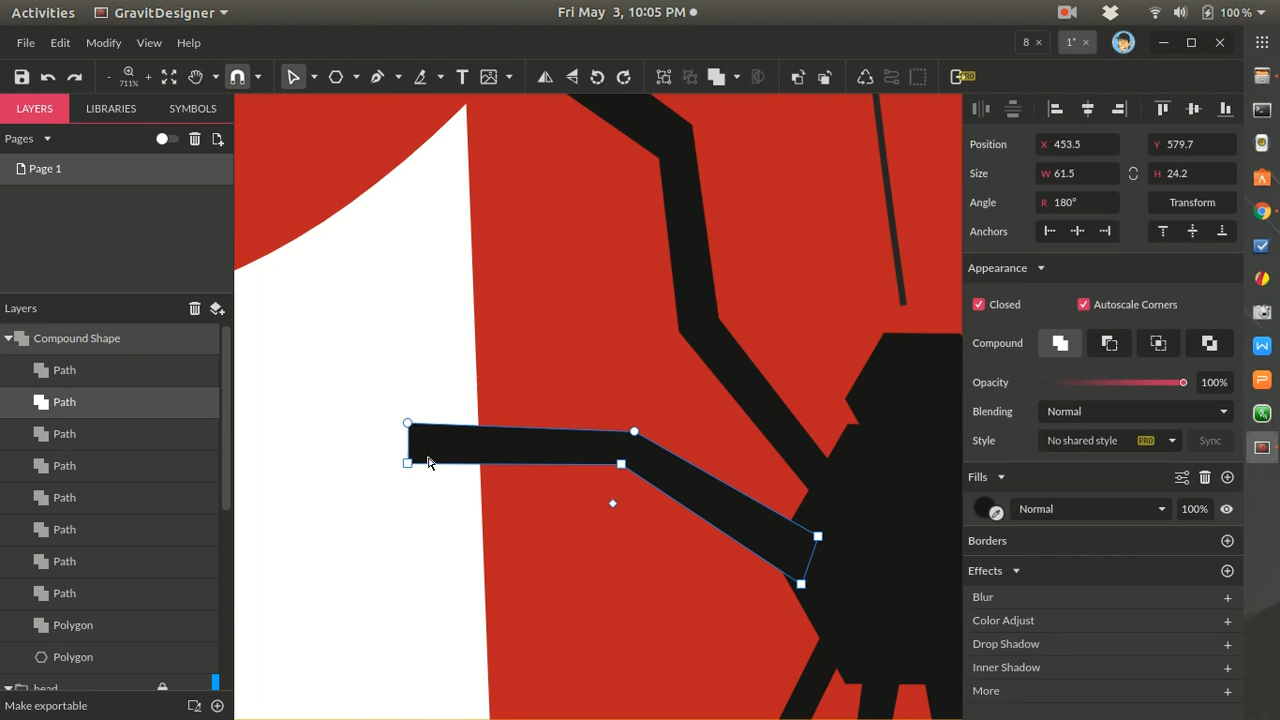 Activities GravitDesigner Fri May 3, 10:05 PM 100 %
File Edit Modify View Help 8 × 1* ×
- 711% + PRO
LAYERS LIBRARIES SYMBOLS
Pages
Page 1
Layers
Compound Shape
Path
Path
Path
Path
Path
Path
Path
Path
Polygon
Polygon
head
Make exportable
Position X 453.5 Y 579.7
Size W 61.5 H 24.2
Angle R 180° Transform
Anchors
Appearance
Closed Autoscale Corners
Compound
Opacity 100%
Blending Normal
Style No shared style PRO Sync
Fills
Normal 100%
Borders
Effects
Blur +
Color Adjust +
Drop Shadow +
Inner Shadow +
More +